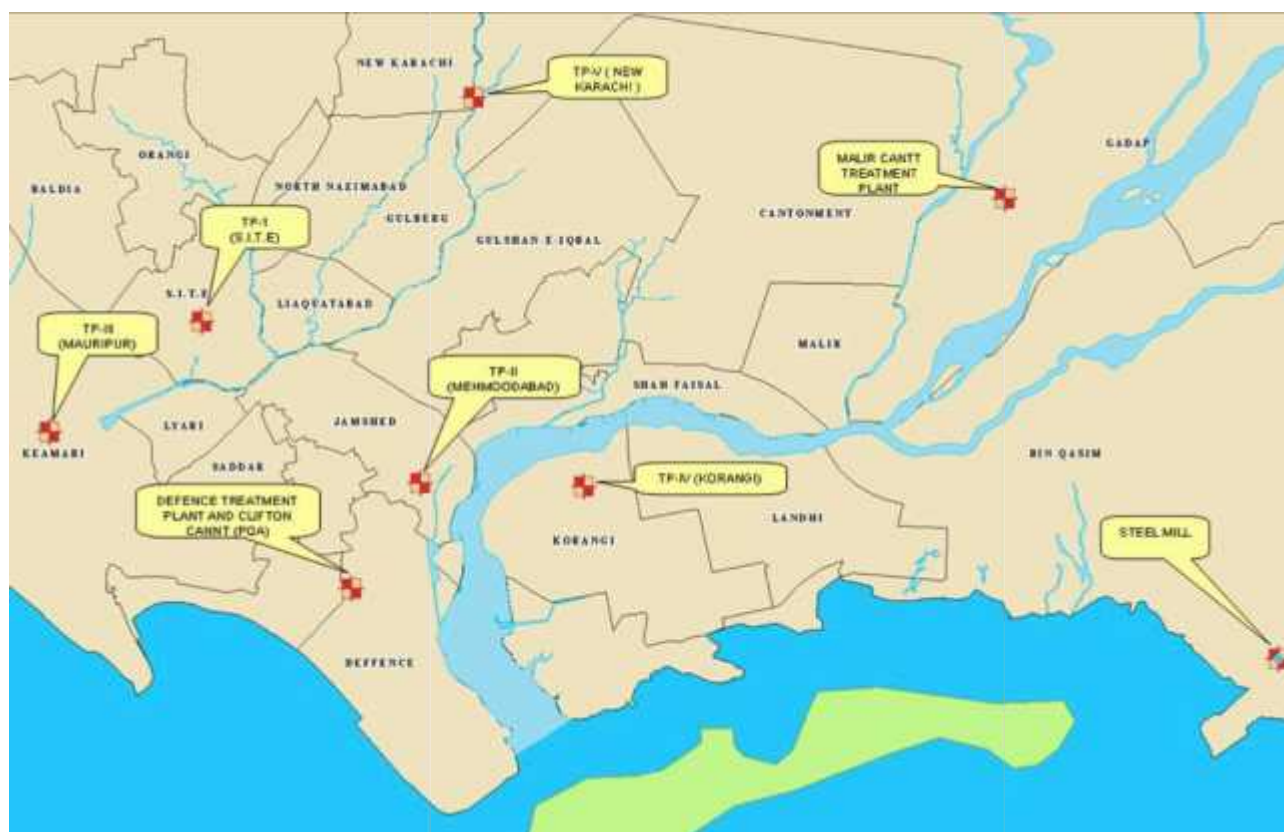 NEW KARACHI
TP-V ( NEW
KARACHI )
ORANGI
BALDIA
NORTH NAZIMABAD
GULBERG
GULSHAN E IQBAL
MALIR CANTT
TREATMENT
PLANT
GADAP
CANTONMENT
TP-1
(S.I.T.E)
S.I.T.E
LIAQUATABAD
TP-III
(MAURIPUR)
TP-II
(MEHMOODABAD)
SHAH FAISAL
MALIR
LYARI
JAMSHED
KEAMARI
SADDAR
BIN QASIM
TP-IV (KORANGI)
DEFENCE TREATMENT
PLANT AND CLIFTON
CANNT (PGA)
LANDHI
KORANGI
STEEL MILL
DEFFENCE